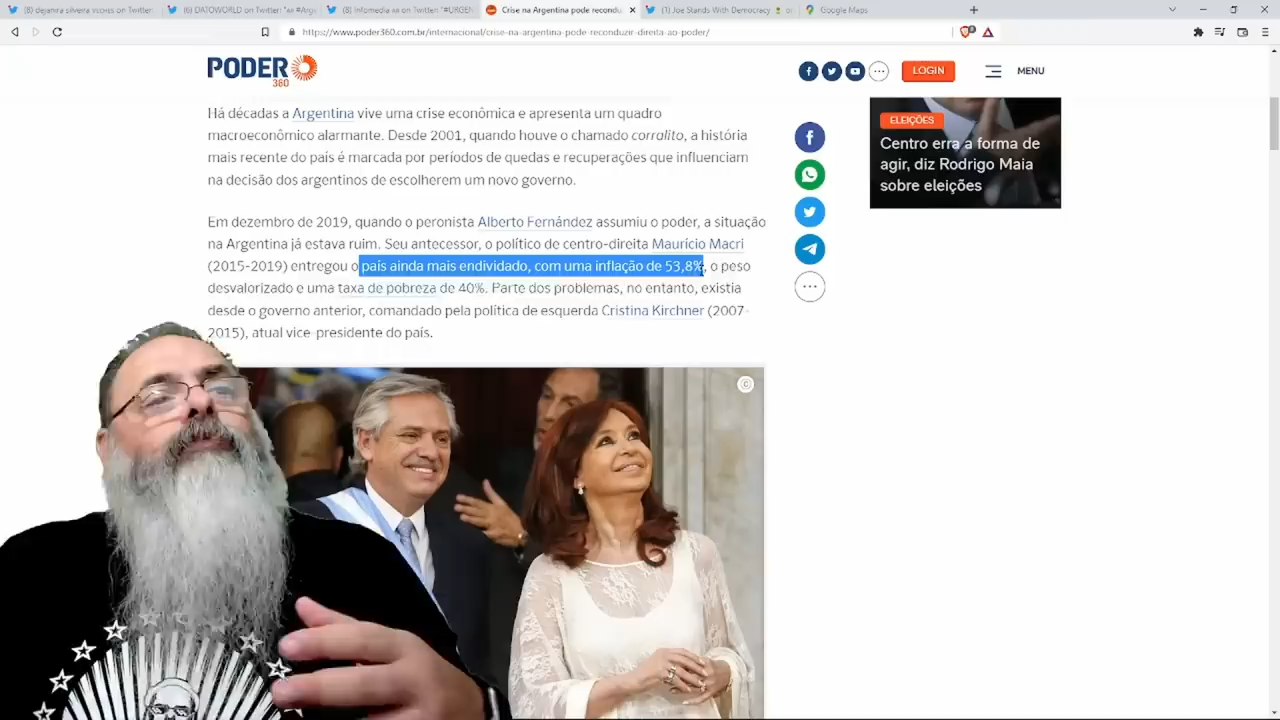 (8) dejanira silveira vocves on Twitter:
(6) DATOWORLD on Twitter: "🇦🇷 #Arg
(8) Infomedia 🇦🇷 on Twitter: "#URGEN
Crise na Argentina pode recondu
(1) Joe Stands With Democracy
Google Maps
https://www.poder360.com.br/internacional/crise-na-argentina-pode-reconduzir-direita-ao-poder/
PODER
360
LOGIN
MENU
Há décadas a Argentina vive uma crise econômica e apresenta um quadro
macroeconômico alarmante. Desde 2001, quando houve o chamado corralito, a história
mais recente do país é marcada por períodos de quedas e recuperações que influenciam
na decisão dos argentinos de escolherem um novo governo.
Em dezembro de 2019, quando o peronista Alberto Fernández assumiu o poder, a situação
na Argentina já estava ruim. Seu antecessor, o político de centro-direita Mauricio Macri
(2015-2019) entregou o país ainda mais endividado, com uma inflação de 53,8%, o peso
desvalorizado e uma taxa de pobreza de 40%. Parte dos problemas, no entanto, existia
desde o governo anterior, comandado pela política de esquerda Cristina Kirchner (2007-
2015), atual vice-presidente do país.
ELEIÇÕES
Centro erra a forma de
agir, diz Rodrigo Maia
sobre eleições